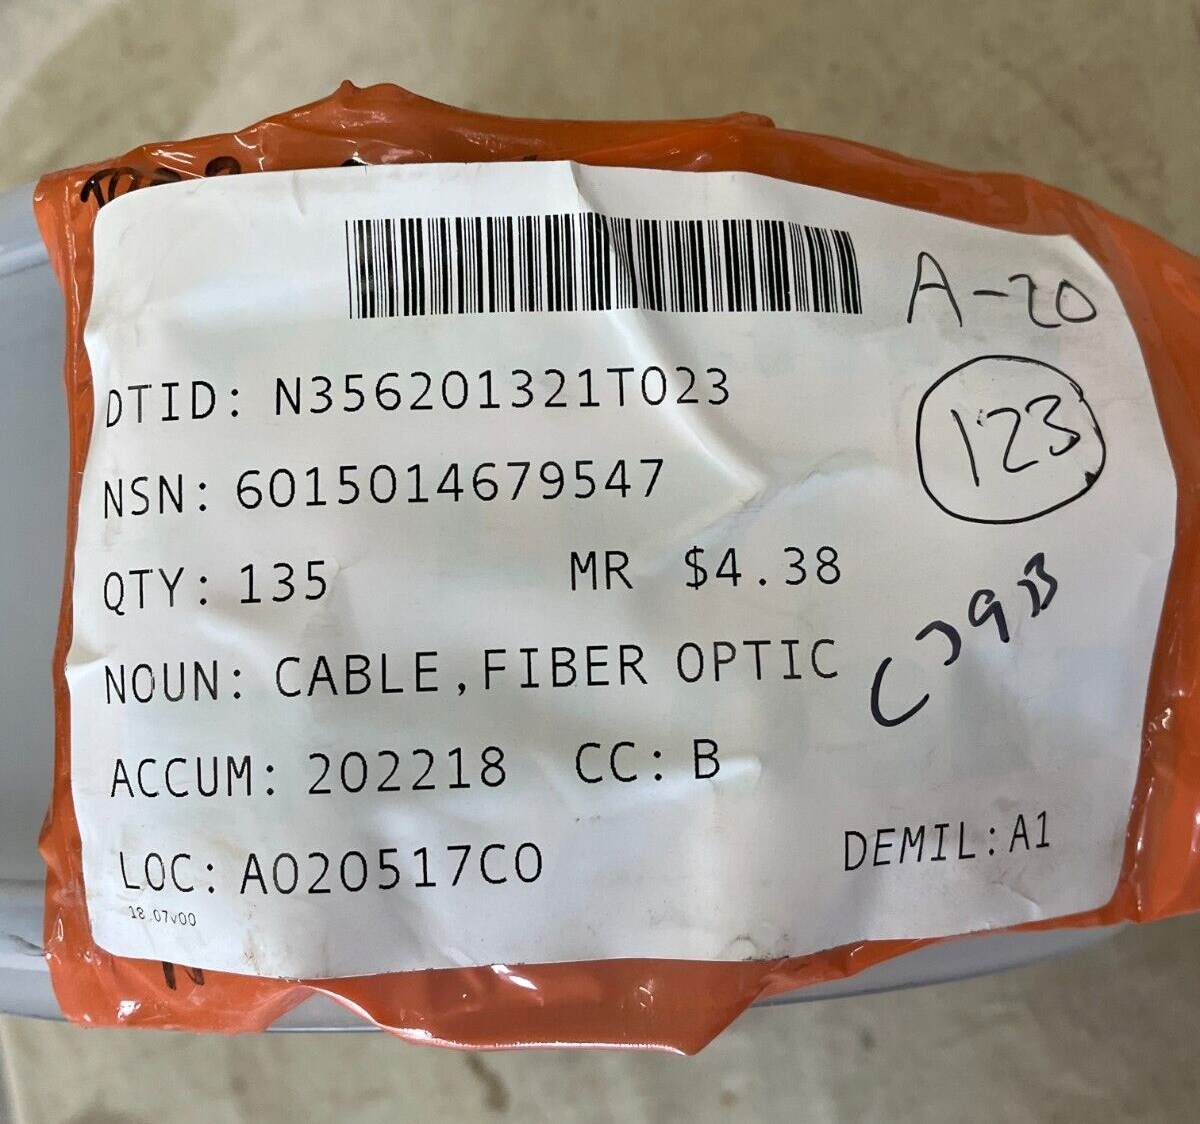 A-20
DTID: N356201321T023
123
NSN: 6015014679547
QTY: 135 MR $4.38
NOUN: CABLE,FIBER OPTIC
ACCUM: 202218 CC: B
LOC: A020517C0 DEMIL:A1
18.07v00